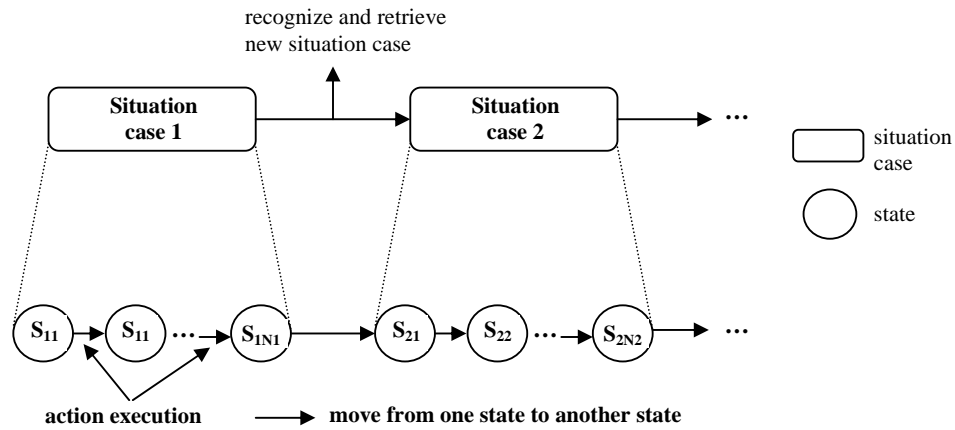 recognize and retrieve
new situation case
Situation
case 1
Situation
case 2
...
situation
case
state
S11
S11
...
S1N1
S21
S22
...
S2N2
...
action execution
move from one state to another state